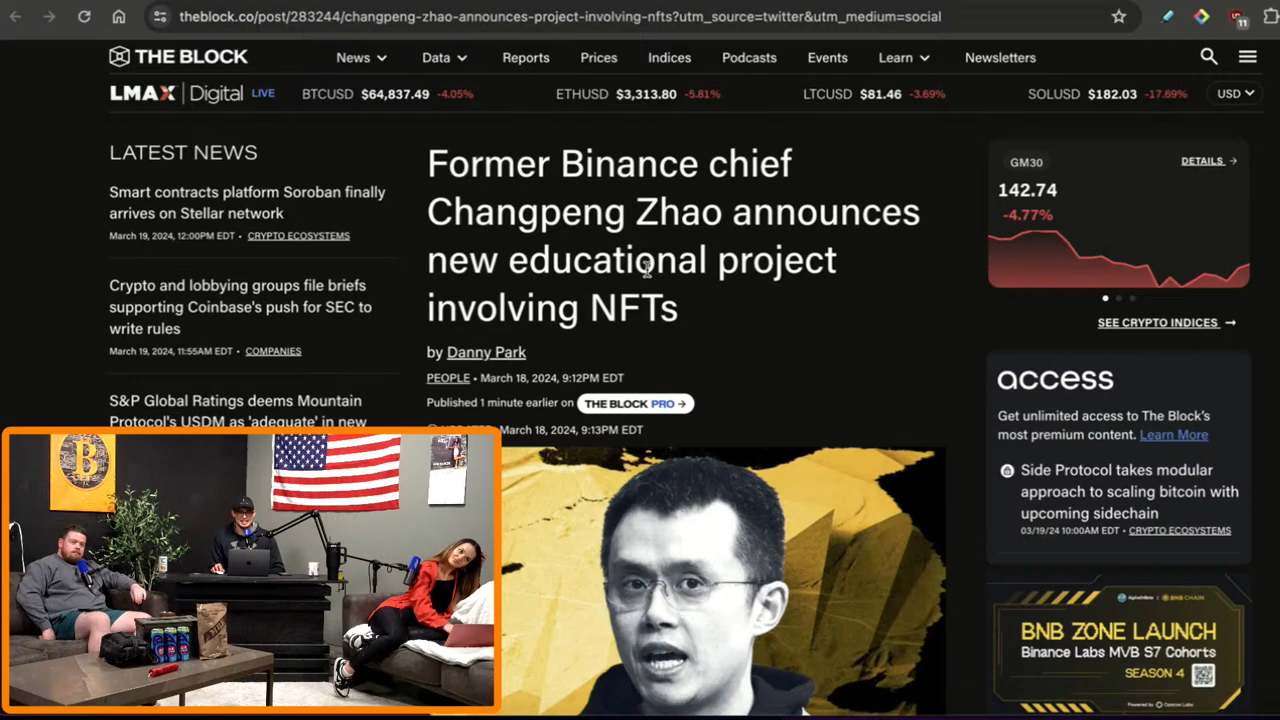 theblock.co/post/283244/changpeng-zhao-announces-project-involving-nfts?utm_source=twitter&utm_medium=social
11
THE BLOCK
News Data Reports Prices Indices Podcasts Events Learn Newsletters
LMAX Digital LIVE BTCUSD $64,837.49 -4.05% ETHUSD $3,313.80 -5.81% LTCUSD $81.46 -3.69% SOLUSD $182.03 -17.69% USD
LATEST NEWS
Smart contracts platform Soroban finally
arrives on Stellar network
March 19, 2024, 12:00PM EDT • CRYPTO ECOSYSTEMS
Crypto and lobbying groups file briefs
supporting Coinbase's push for SEC to
write rules
March 19, 2024, 11:55AM EDT • COMPANIES
S&P Global Ratings deems Mountain
Protocol's USDM as 'adequate' in new
Former Binance chief
Changpeng Zhao announces
new educational project
involving NFTs
by Danny Park
PEOPLE • March 18, 2024, 9:12PM EDT
Published 1 minute earlier on THE BLOCK PRO →
March 18, 2024, 9:13PM EDT
GM30
DETAILS →
142.74
-4.77%
SEE CRYPTO INDICES →
access
Get unlimited access to The Block's
most premium content. Learn More
Side Protocol takes modular
approach to scaling bitcoin with
upcoming sidechain
03/19/24 10:00AM EDT • CRYPTO ECOSYSTEMS
BNB CHAIN
BNB ZONE LAUNCH
Binance Labs MVB S7 Cohorts
SEASON 4